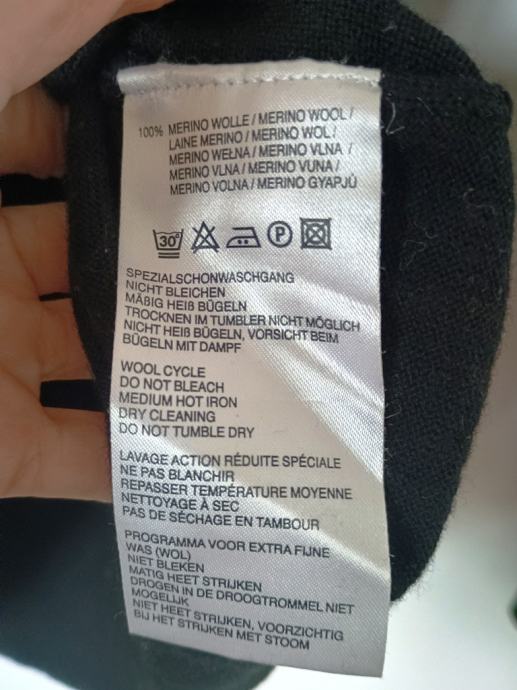 100% MERINO WOLLE / MERINO WOOL /
LAINE MERINO / MERINO WOL /
MERINO WEŁNA / MERINO VLNA /
MERINO VLNA / MERINO VUNA /
MERINO VOLNA / MERINO GYAPJÚ
30° P
SPEZIALSCHONWASCHGANG
NICHT BLEICHEN
MÄßIG HEIß BÜGELN
TROCKNEN IM TUMBLER NICHT MÖGLICH
NICHT HEIß BÜGELN, VORSICHT BEIM
BÜGELN MIT DAMPF
WOOL CYCLE
DO NOT BLEACH
MEDIUM HOT IRON
DRY CLEANING
DO NOT TUMBLE DRY
LAVAGE ACTION RÉDUITE SPÉCIALE
NE PAS BLANCHIR
REPASSER TEMPÉRATURE MOYENNE
NETTOYAGE À SEC
PAS DE SÉCHAGE EN TAMBOUR
PROGRAMMA VOOR EXTRA FIJNE
WAS (WOL)
NIET BLEKEN
MATIG HEET STRIJKEN
DROGEN IN DE DROOGTROMMEL NIET
MOGELIJK
NIET HEET STRIJKEN, VOORZICHTIG
BIJ HET STRIJKEN MET STOOM